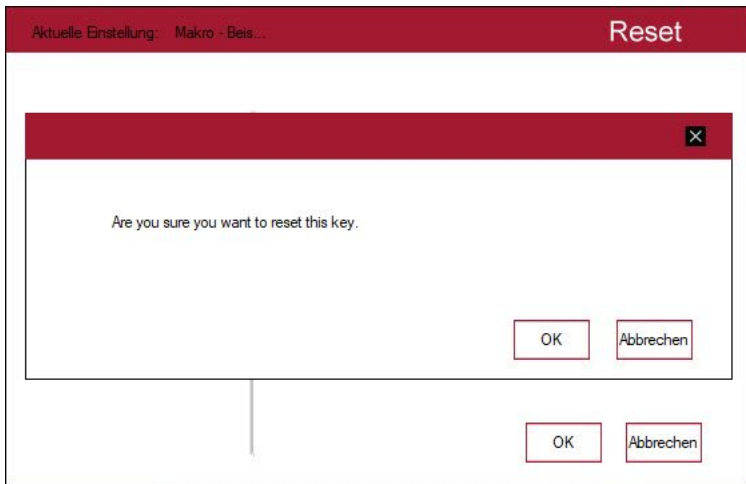 Aktuelle Einstellung: Makro - Beis...
Reset
Are you sure you want to reset this key.
OK Abbrechen
OK Abbrechen